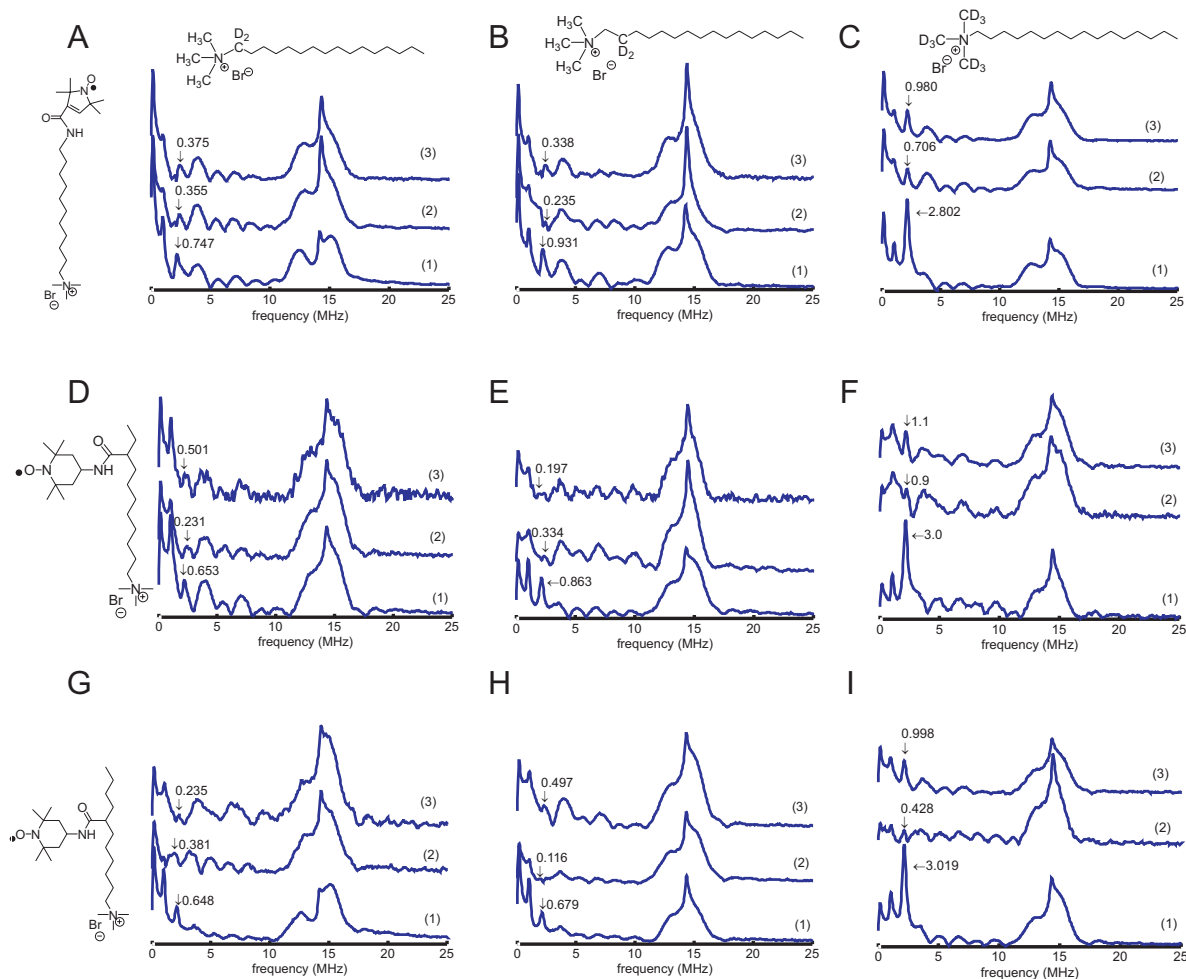 A
D2
C
H3C
H3C
N
⊕
H3C
Br⊖
B
H3C
H3C
N
⊕
C
D2
H3C
Br⊖
C
CD3
D3C
N
⊕
CD3
Br⊖
N
O
•
O
NH
N
⊕
Br⊖
0.375
(3)
0.355
(2)
0.747
(1)
0 5 10 15 20 25
frequency (MHz)
0.338
(3)
0.235
(2)
0.931
(1)
0 5 10 15 20 25
frequency (MHz)
0.980
(3)
0.706
(2)
←2.802
(1)
0 5 10 15 20 25
frequency (MHz)
D
O
•O
N
NH
N
⊕
Br⊖
0.501
(3)
0.231
(2)
0.653
(1)
0 5 10 15 20 25
frequency (MHz)
E
0.197
(3)
0.334
(2)
←0.863
(1)
0 5 10 15 20 25
frequency (MHz)
F
↓1.1
(3)
↓0.9
(2)
←3.0
(1)
0 5 10 15 20 25
frequency (MHz)
G
O
•O
N
NH
N
⊕
Br⊖
0.235
(3)
↓0.381
(2)
↓0.648
(1)
0 5 10 15 20 25
frequency (MHz)
H
0.497
(3)
0.116
(2)
↓0.679
(1)
0 5 10 15 20 25
frequency (MHz)
I
0.998
(3)
0.428
(2)
←3.019
(1)
0 5 10 15 20 25
frequency (MHz)